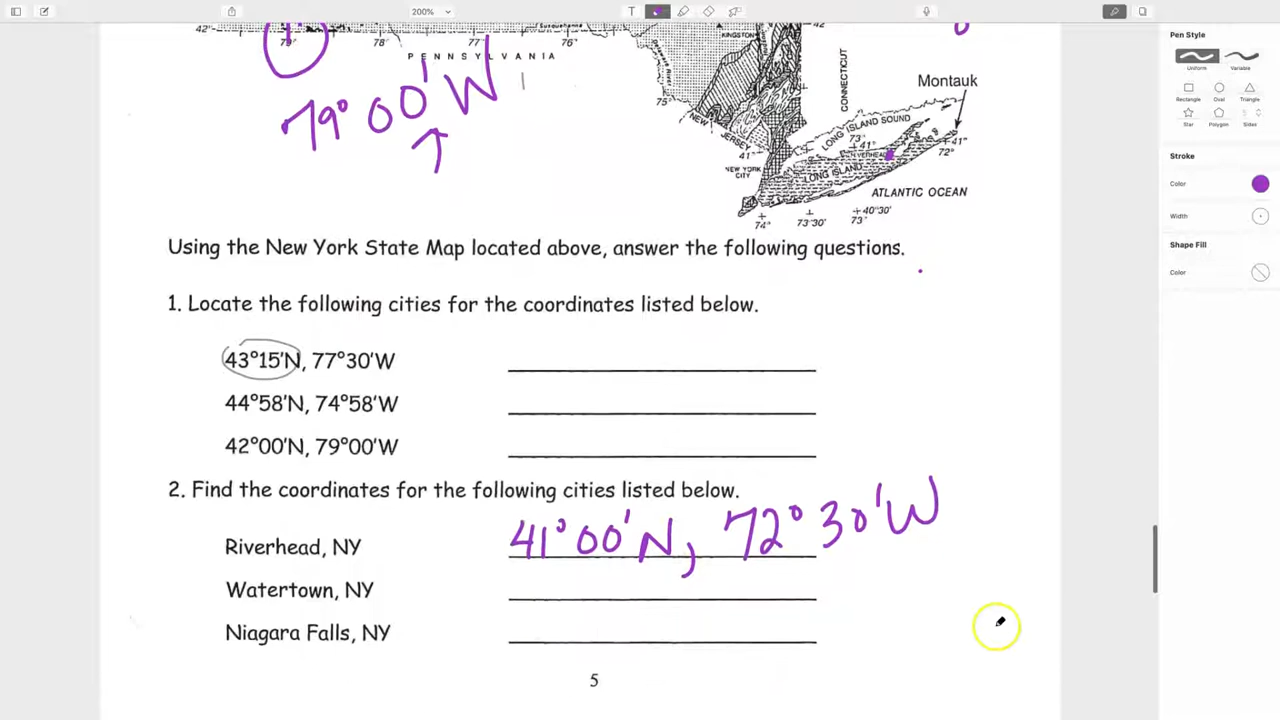 200%
T
42°
79°
78°
77°
76°
Susquehanna
42
PENNSYLVANIA
KINGSTON
79°00'W
75°
CONNECTICUT
Montauk
NEW
JERSEY
41°
LONG ISLAND SOUND
73°
+41°
RIVERHEAD
+41°
72°
NEW YORK
CITY
LONG ISLAND
ATLANTIC OCEAN
74°
73°30'
+40°30'
73°
Using the New York State Map located above, answer the following questions.
1. Locate the following cities for the coordinates listed below.
43°15'N, 77°30'W
44°58'N, 74°58'W
42°00'N, 79°00'W
2. Find the coordinates for the following cities listed below.
Riverhead, NY 41°00'N, 72°30'W
Watertown, NY
Niagara Falls, NY
5
Pen Style
Uniform Variable
Rectangle Oval Triangle
Star Polygon Sides
Stroke
Color
Width
Shape Fill
Color